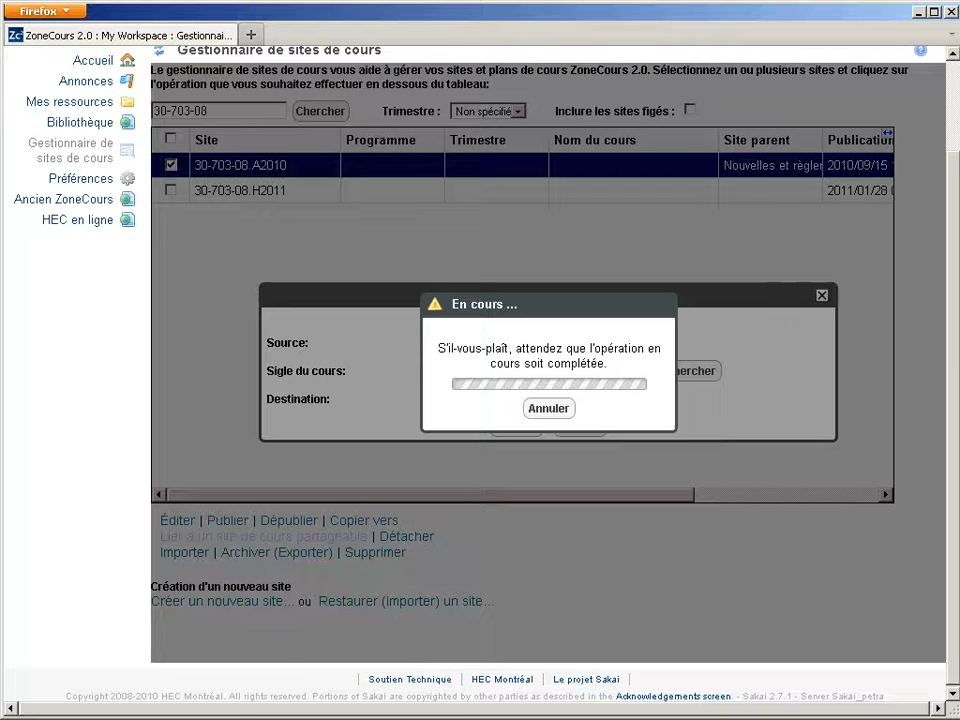 Firefox
Zc ZoneCours 2.0 : My Workspace : Gestionnai...
Accueil
Annonces
Mes ressources
Bibliothèque
Gestionnaire de
sites de cours
Préférences
Ancien ZoneCours
HEC en ligne
Gestionnaire de sites de cours
Le gestionnaire de sites de cours vous aide à gérer vos sites et plans de cours ZoneCours 2.0. Sélectionnez un ou plusieurs sites et cliquez sur
l'opération que vous souhaitez effectuer en dessous du tableau:
30-703-08 Chercher Trimestre : Non spécifié Inclure les sites figés :
Site Programme Trimestre Nom du cours Site parent Publication
30-703-08.A2010 Nouvelles et règler 2010/09/15
30-703-08.H2011 2011/01/28
En cours ...
Source:
Sigle du cours:
Destination:
S'il-vous-plaît, attendez que l'opération en
cours soit complétée.
Annuler
hercher
Éditer | Publier | Dépublier | Copier vers
Lier à un site de cours partageable | Détacher
Importer | Archiver (Exporter) | Supprimer
Création d'un nouveau site
Créer un nouveau site... ou Restaurer (importer) un site...
Soutien Technique | HEC Montréal | Le projet Sakai
Copyright 2008-2010 HEC Montréal. All rights reserved. Portions of Sakai are copyrighted by other parties as described in the Acknowledgements screen. - Sakai 2.7.1 - Server Sakai_petra